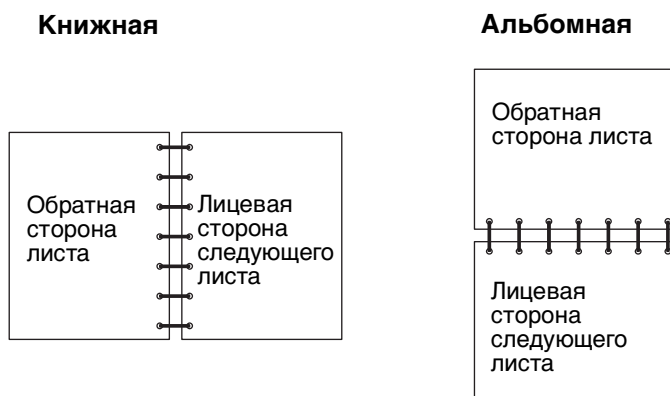 Книжная
Обратная
сторона
листа
Лицевая
сторона
следующего
листа
Альбомная
Обратная
сторона листа
Лицевая
сторона
следующего
листа